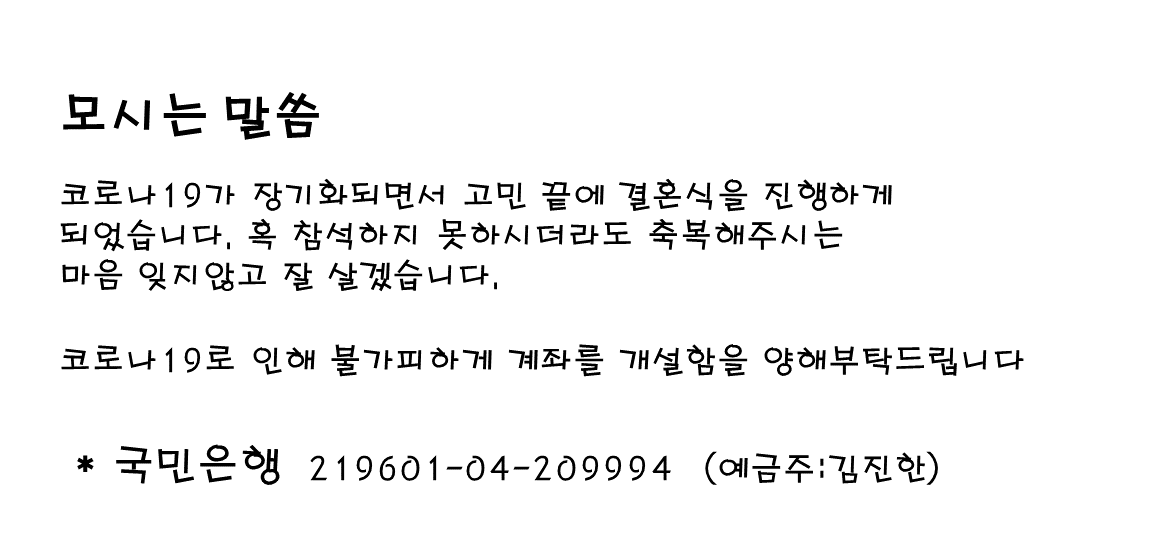 모시는 말씀
코로나19가 장기화되면서 고민 끝에 결혼식을 진행하게
되었습니다. 혹 참석하지 못하시더라도 축복해주시는
마음 잊지않고 잘 살겠습니다.
코로나19로 인해 불가피하게 계좌를 개설함을 양해부탁드립니다
* 국민은행 219601-04-209994 (예금주:김진한)